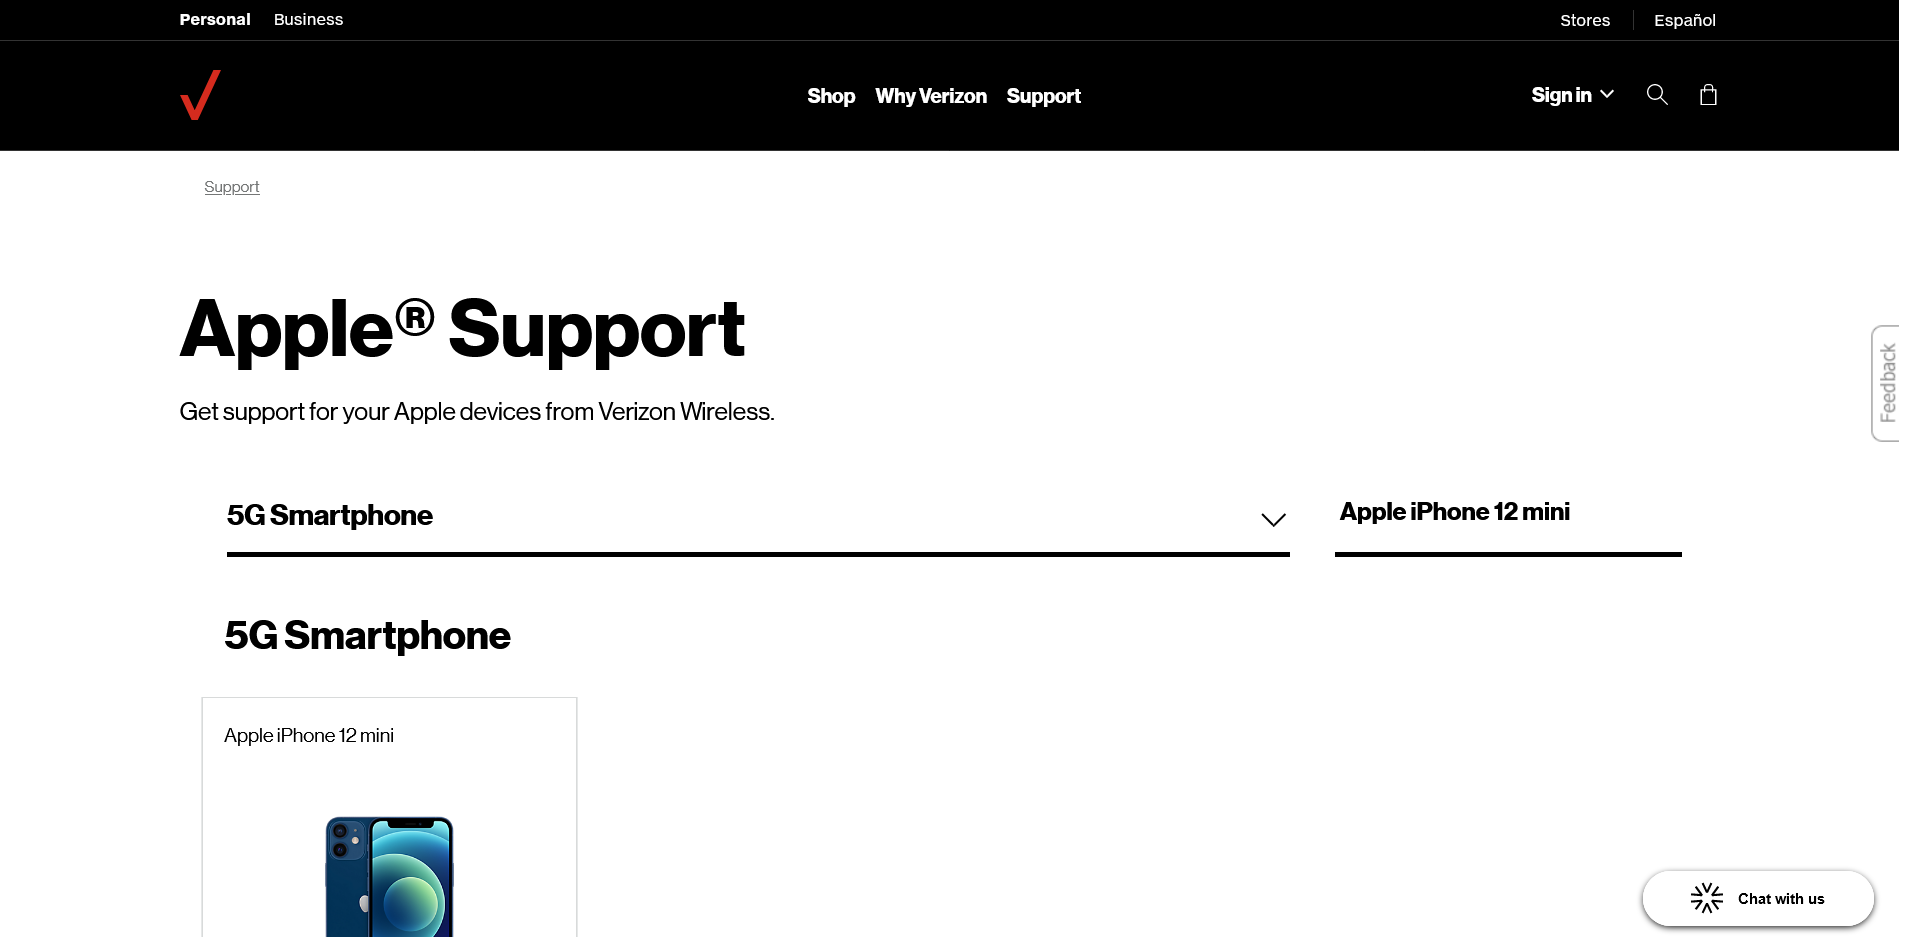 Personal Business Stores Español
Shop Why Verizon Support Sign in
Support
Apple® Support
Get support for your Apple devices from Verizon Wireless.
Feedback
5G Smartphone
Apple iPhone 12 mini
5G Smartphone
Apple iPhone 12 mini
Chat with us